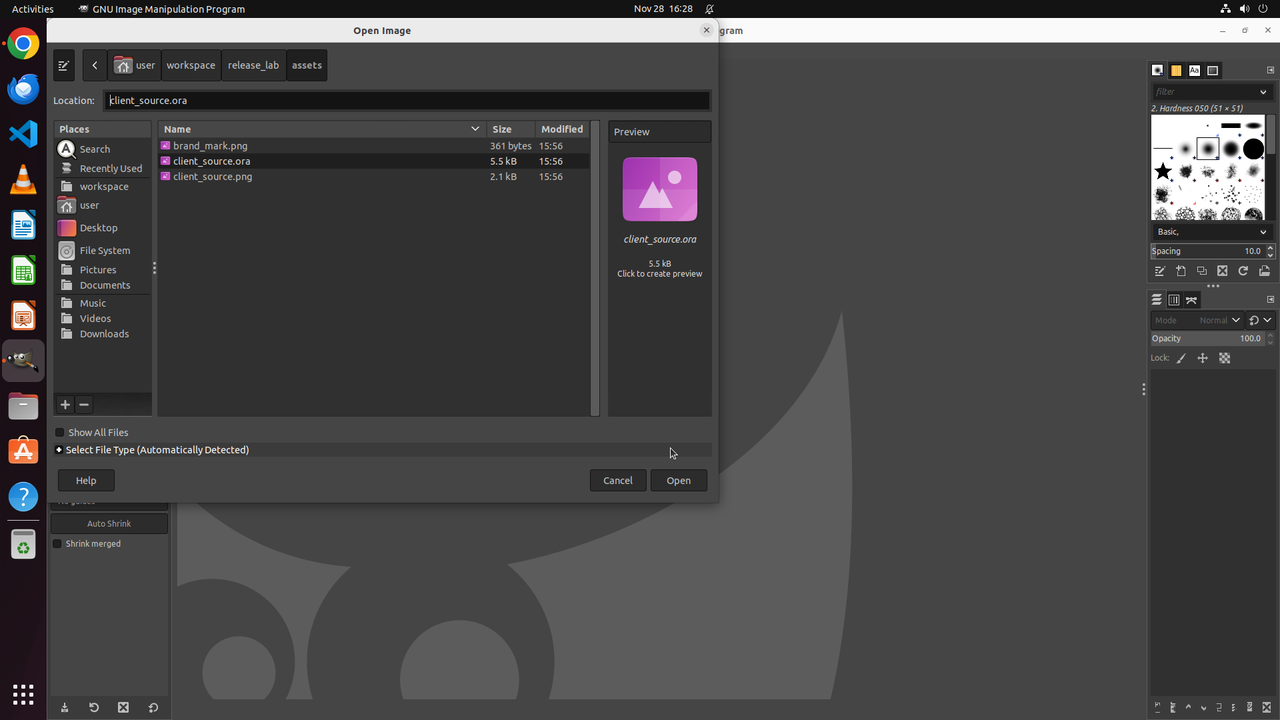 Activities
GNU Image Manipulation Program
Nov 28 16:28
Open Image
gram
user
workspace
release_lab
assets
Location:
client_source.ora
Places
Name
Size
Modified
Preview
Search
brand_mark.png
361 bytes
15:56
Recently Used
client_source.ora
5.5 kB
15:56
workspace
client_source.png
2.1 kB
15:56
user
Desktop
File System
Pictures
Documents
Music
Videos
Downloads
client_source.ora
5.5 kB
Click to create preview
Show All Files
Select File Type (Automatically Detected)
Help
Cancel
Open
Auto Shrink
Shrink merged
filter
2. Hardness 050 (51 × 51)
Basic,
Spacing
10.0
Mode
Normal
Opacity
100.0
Lock: